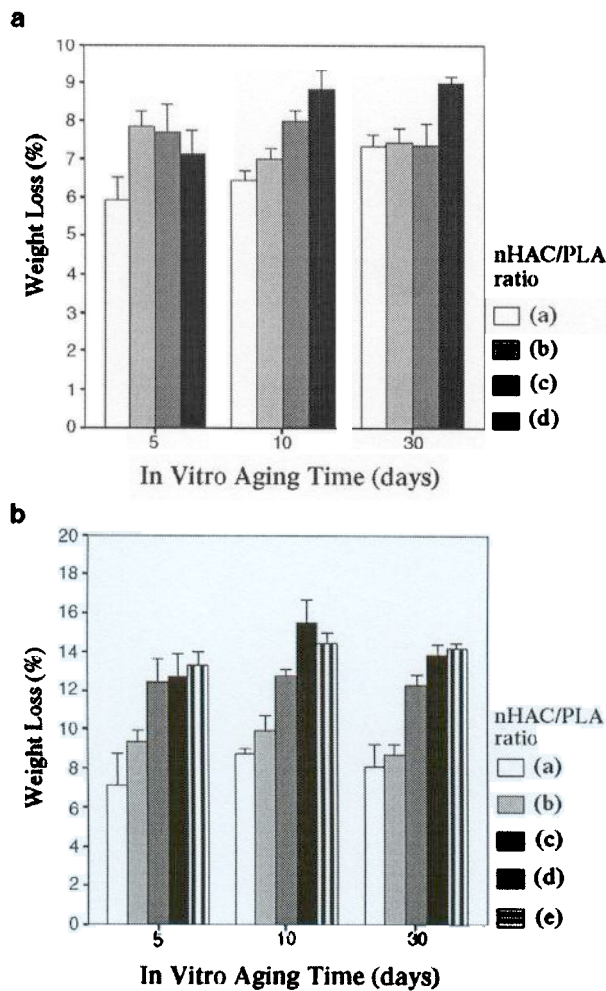 a
10
9
8
7
6
5
4
3
2
1
0
Weight Loss (%)
5 10 30
In Vitro Aging Time (days)
nHAC/PLA
ratio
(a)
(b)
(c)
(d)
b
20
18
16
14
12
10
8
6
4
2
0
Weight Loss (%)
5 10 30
In Vitro Aging Time (days)
nHAC/PLA
ratio
(a)
(b)
(c)
(d)
(e)